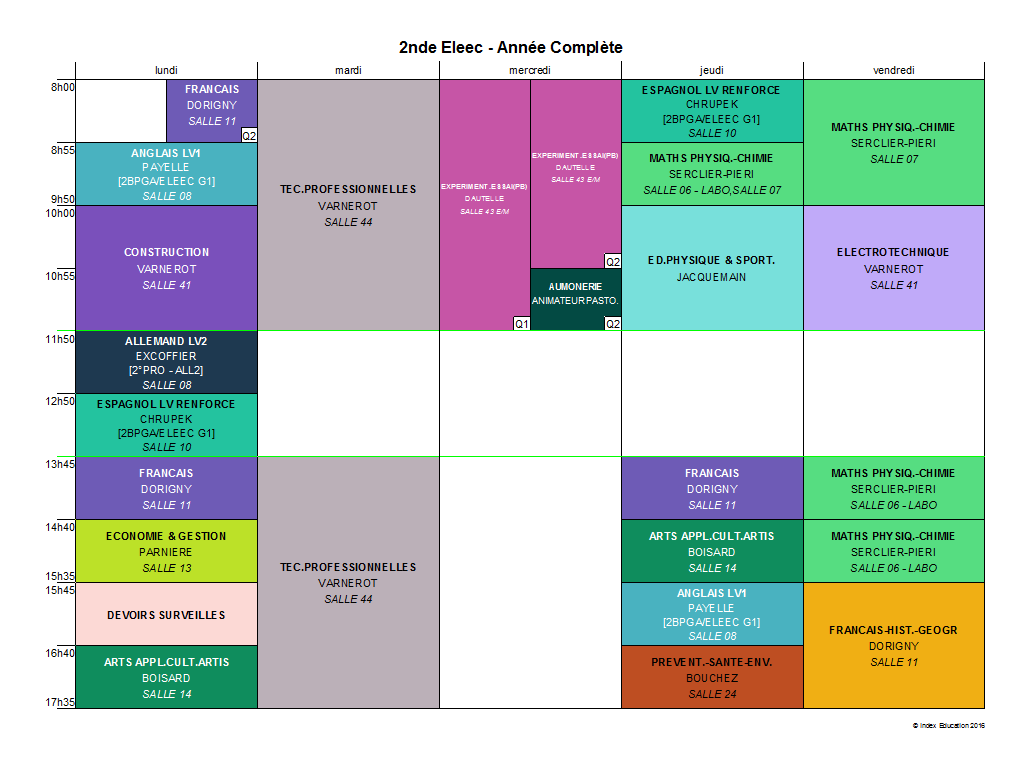 2nde Eleec - Année Complète
lundi
mardi
mercredi
jeudi
vendredi
8h00
8h55
9h50
10h00
10h55
11h50
12h50
13h45
14h40
15h35
15h45
16h40
17h35
FRANCAIS
DORIGNY
SALLE 11
Q2
ANGLAIS LV1
PAYELLE
[2BPGA/ELEEC G1]
SALLE 08
CONSTRUCTION
VARNEROT
SALLE 41
ALLEMAND LV2
EXCOFFIER
[2°PRO - ALL2]
SALLE 08
ESPAGNOL LV RENFORCE
CHRUPEK
[2BPGA/ELEEC G1]
SALLE 10
FRANCAIS
DORIGNY
SALLE 11
ECONOMIE & GESTION
PARNIERE
SALLE 13
DEVOIRS SURVEILLES
ARTS APPL.CULT.ARTIS
BOISARD
SALLE 14
TEC.PROFESSIONNELLES
VARNEROT
SALLE 44
TEC.PROFESSIONNELLES
VARNEROT
SALLE 44
EXPERIMENT.ESSAI(PB)
DAUTELLE
SALLE 43 E/M
Q1
EXPERIMENT.ESSAI(PB)
DAUTELLE
SALLE 43 E/M
Q2
AUMONERIE
ANIMATEUR PASTO.
Q2
ESPAGNOL LV RENFORCE
CHRUPEK
[2BPGA/ELEEC G1]
SALLE 10
MATHS PHYSIQ.-CHIMIE
SERCLIER-PIERI
SALLE 06 - LABO,SALLE 07
ED.PHYSIQUE & SPORT.
JACQUEMAIN
FRANCAIS
DORIGNY
SALLE 11
ARTS APPL.CULT.ARTIS
BOISARD
SALLE 14
ANGLAIS LV1
PAYELLE
[2BPGA/ELEEC G1]
SALLE 08
PREVENT.-SANTE-ENV.
BOUCHEZ
SALLE 24
MATHS PHYSIQ.-CHIMIE
SERCLIER-PIERI
SALLE 07
ELECTROTECHNIQUE
VARNEROT
SALLE 41
MATHS PHYSIQ.-CHIMIE
SERCLIER-PIERI
SALLE 06 - LABO
MATHS PHYSIQ.-CHIMIE
SERCLIER-PIERI
SALLE 06 - LABO
FRANCAIS-HIST.-GEOGR
DORIGNY
SALLE 11
© Index Education 2016